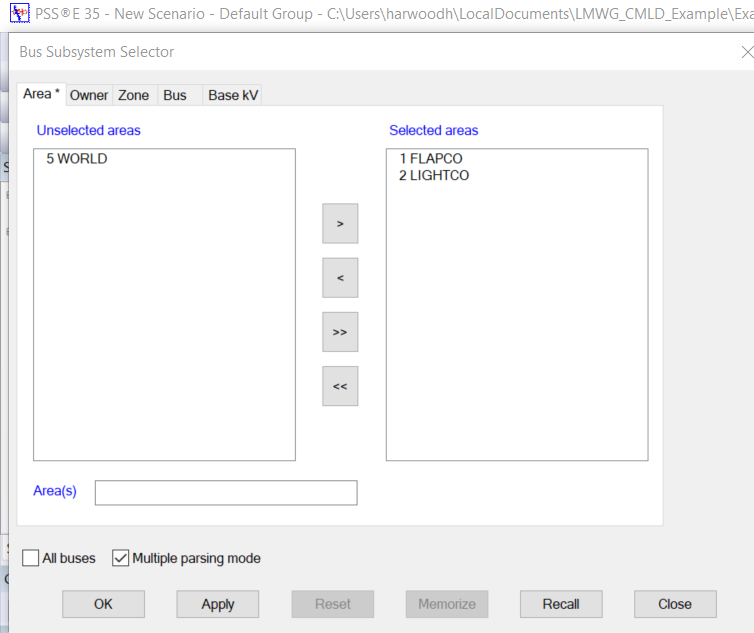 PSS®E 35 - New Scenario - Default Group - C:\Users\harwoodh\LocalDocuments\LMWG_CMLD_Example\Exa
Bus Subsystem Selector
Area * Owner Zone Bus Base kV
Unselected areas
Selected areas
5 WORLD
1 FLAPCO
2 LIGHTCO
>
<
>>
<<
Area(s)
All buses Multiple parsing mode
OK Apply Reset Memorize Recall Close